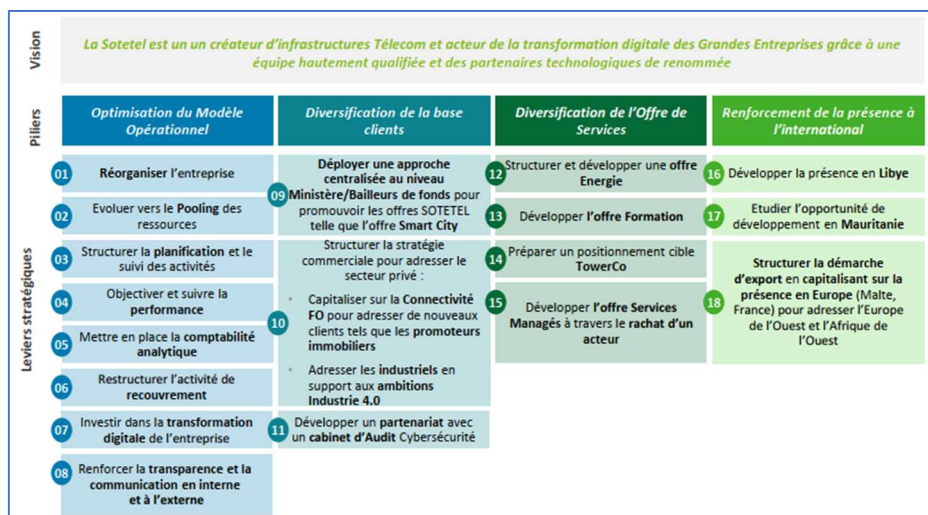 Vision
La Sotetel est un un créateur d'infrastructures Télecom et acteur de la transformation digitale des Grandes Entreprises grâce à une
équipe hautement qualifiée et des partenaires technologiques de renommée
Piliers
Optimisation du Modèle
Opérationnel
Diversification de la base
clients
Diversification de l'Offre de
Services
Renforcement de la présence à
l'international
Leviers stratégiques
01 Réorganiser l'entreprise
02 Evoluer vers le Pooling des
ressources
03 Structurer la planification et le
suivi des activités
04 Objectiver et suivre la
performance
05 Mettre en place la comptabilité
analytique
06 Restructurer l'activité de
recouvrement
07 Investir dans la transformation
digitale de l'entreprise
08 Renforcer la transparence et la
communication en interne
et à l'externe
Déployer une approche
centralisée au niveau
09 Ministère/Bailleurs de fonds pour
promouvoir les offres SOTETEL
telle que l'offre Smart City
Structurer la stratégie
commerciale pour adresser le
secteur privé :
• Capitaliser sur la Connectivité
10 FO pour adresser de nouveaux
clients tels que les promoteurs
immobiliers
• Adresser les industriels en
support aux ambitions
Industrie 4.0
11 Développer un partenariat avec
un cabinet d'Audit Cybersécurité
12 Structurer et développer une offre
Energie
13 Développer l'offre Formation
14 Préparer un positionnement cible
TowerCo
15 Développer l'offre Services
Managés à travers le rachat d'un
acteur
16 Développer la présence en Libye
17 Etudier l'opportunité de
développement en Mauritanie
Structurer la démarche
d'export en capitalisant sur la
18 présence en Europe (Malte,
France) pour adresser l'Europe
de l'Ouest et l'Afrique de
l'Ouest